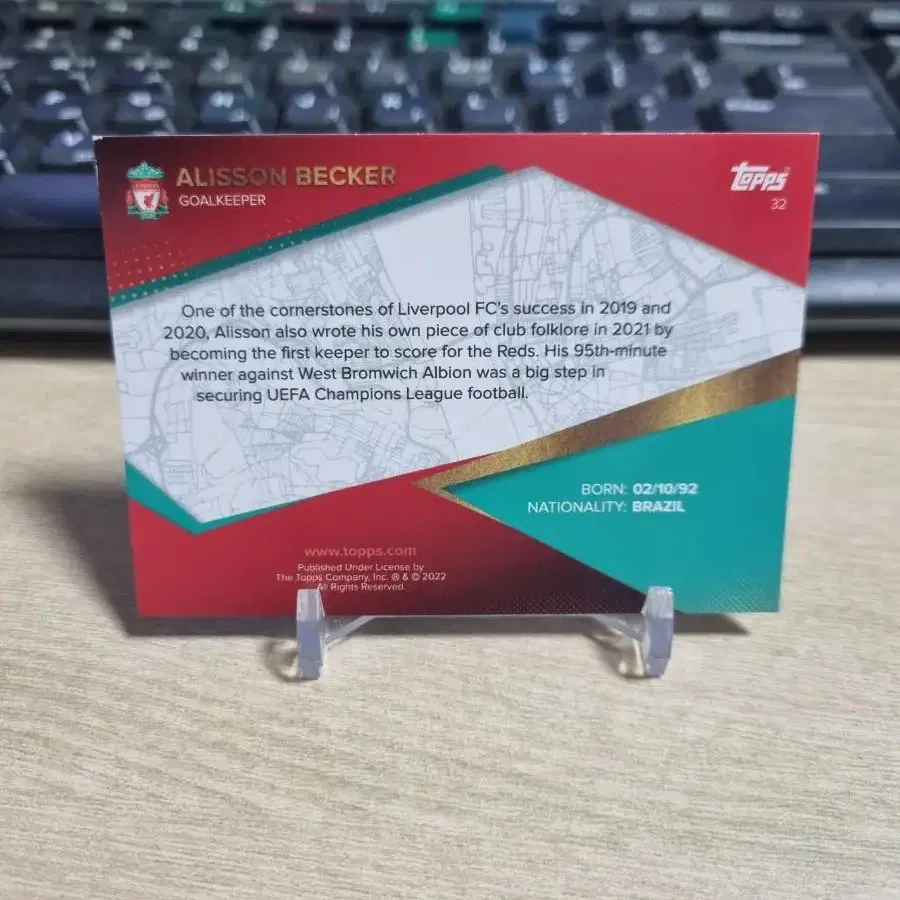 ALISSON BECKER
GOALKEEPER
Topps
32
One of the cornerstones of Liverpool FC's success in 2019 and
2020, Alisson also wrote his own piece of club folklore in 2021 by
becoming the first keeper to score for the Reds. His 95th-minute
winner against West Bromwich Albion was a big step in
securing UEFA Champions League football.
BORN: 02/10/92
NATIONALITY: BRAZIL
www.topps.com
Published Under License by
The Topps Company, Inc. ® & © 2022
All Rights Reserved.